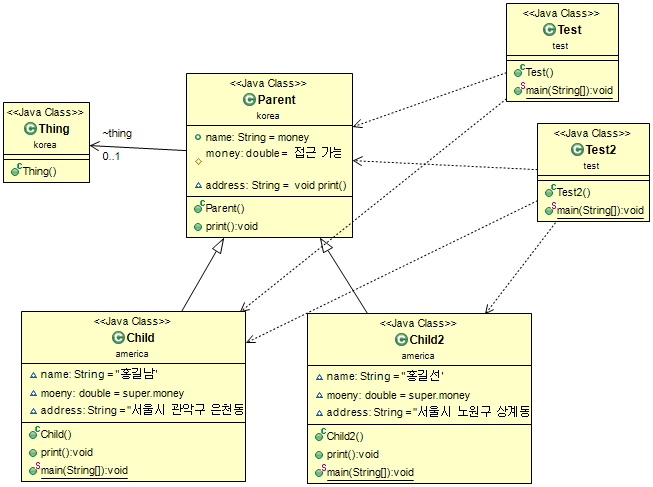 <<Java Class>>
Test
test
Test()
main(String[]):void
<<Java Class>>
Parent
korea
name: String = money
money: double = 접근 가능
address: String = void print()
Parent()
print():void
<<Java Class>>
Thing
korea
Thing()
~thing
0..1
<<Java Class>>
Test2
test
Test2()
main(String[]):void
<<Java Class>>
Child
america
name: String = "홍길남'
moeny: double = super.money
address: String = "서울시 관악구 은천동
Child()
print():void
main(String[]):void
<<Java Class>>
Child2
america
name: String = "홍길선'
moeny: double = super.money
address: String = "서울시 노원구 상계동
Child2()
print():void
main(String[]):void